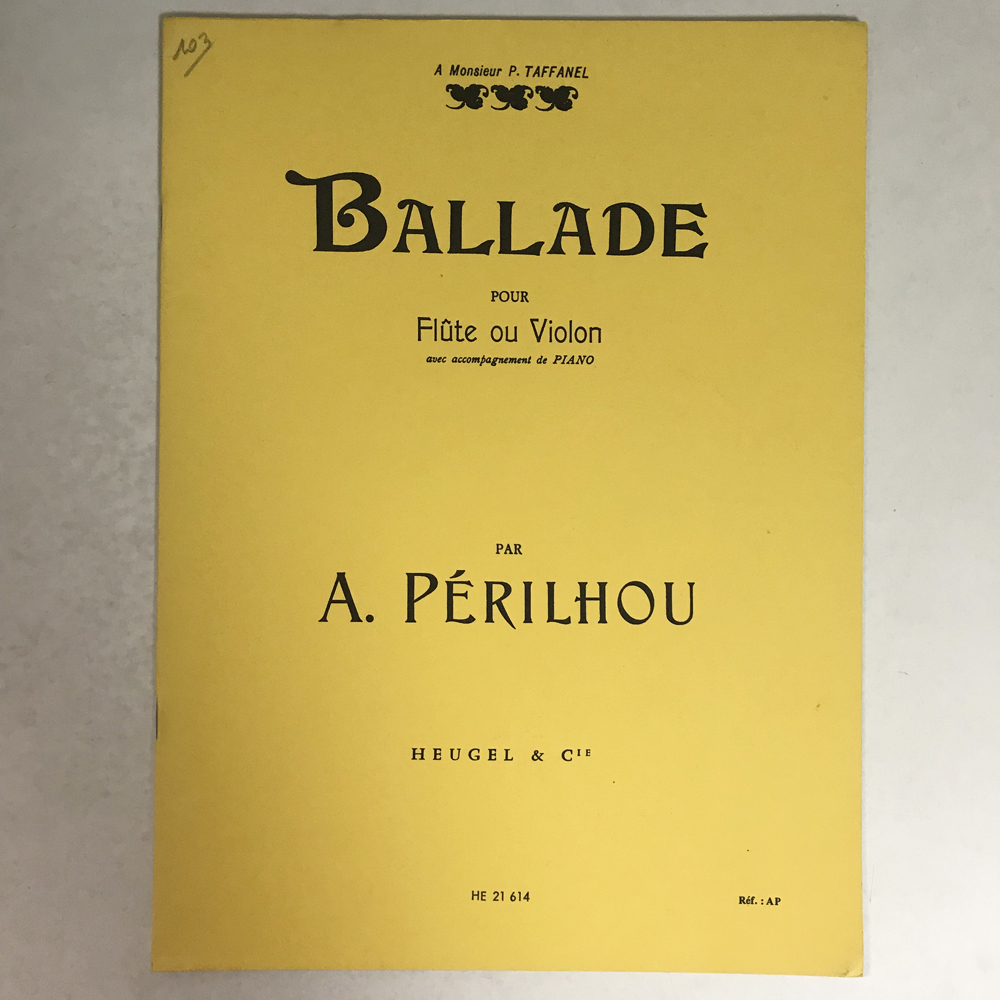 103
A Monsieur P. TAFFANEL
BALLADE
POUR
Flûte ou Violon
avec accompagnement de PIANO
PAR
A. PÉRILHOU
HEUGEL & CIE
HE 21 614
Réf. : AP